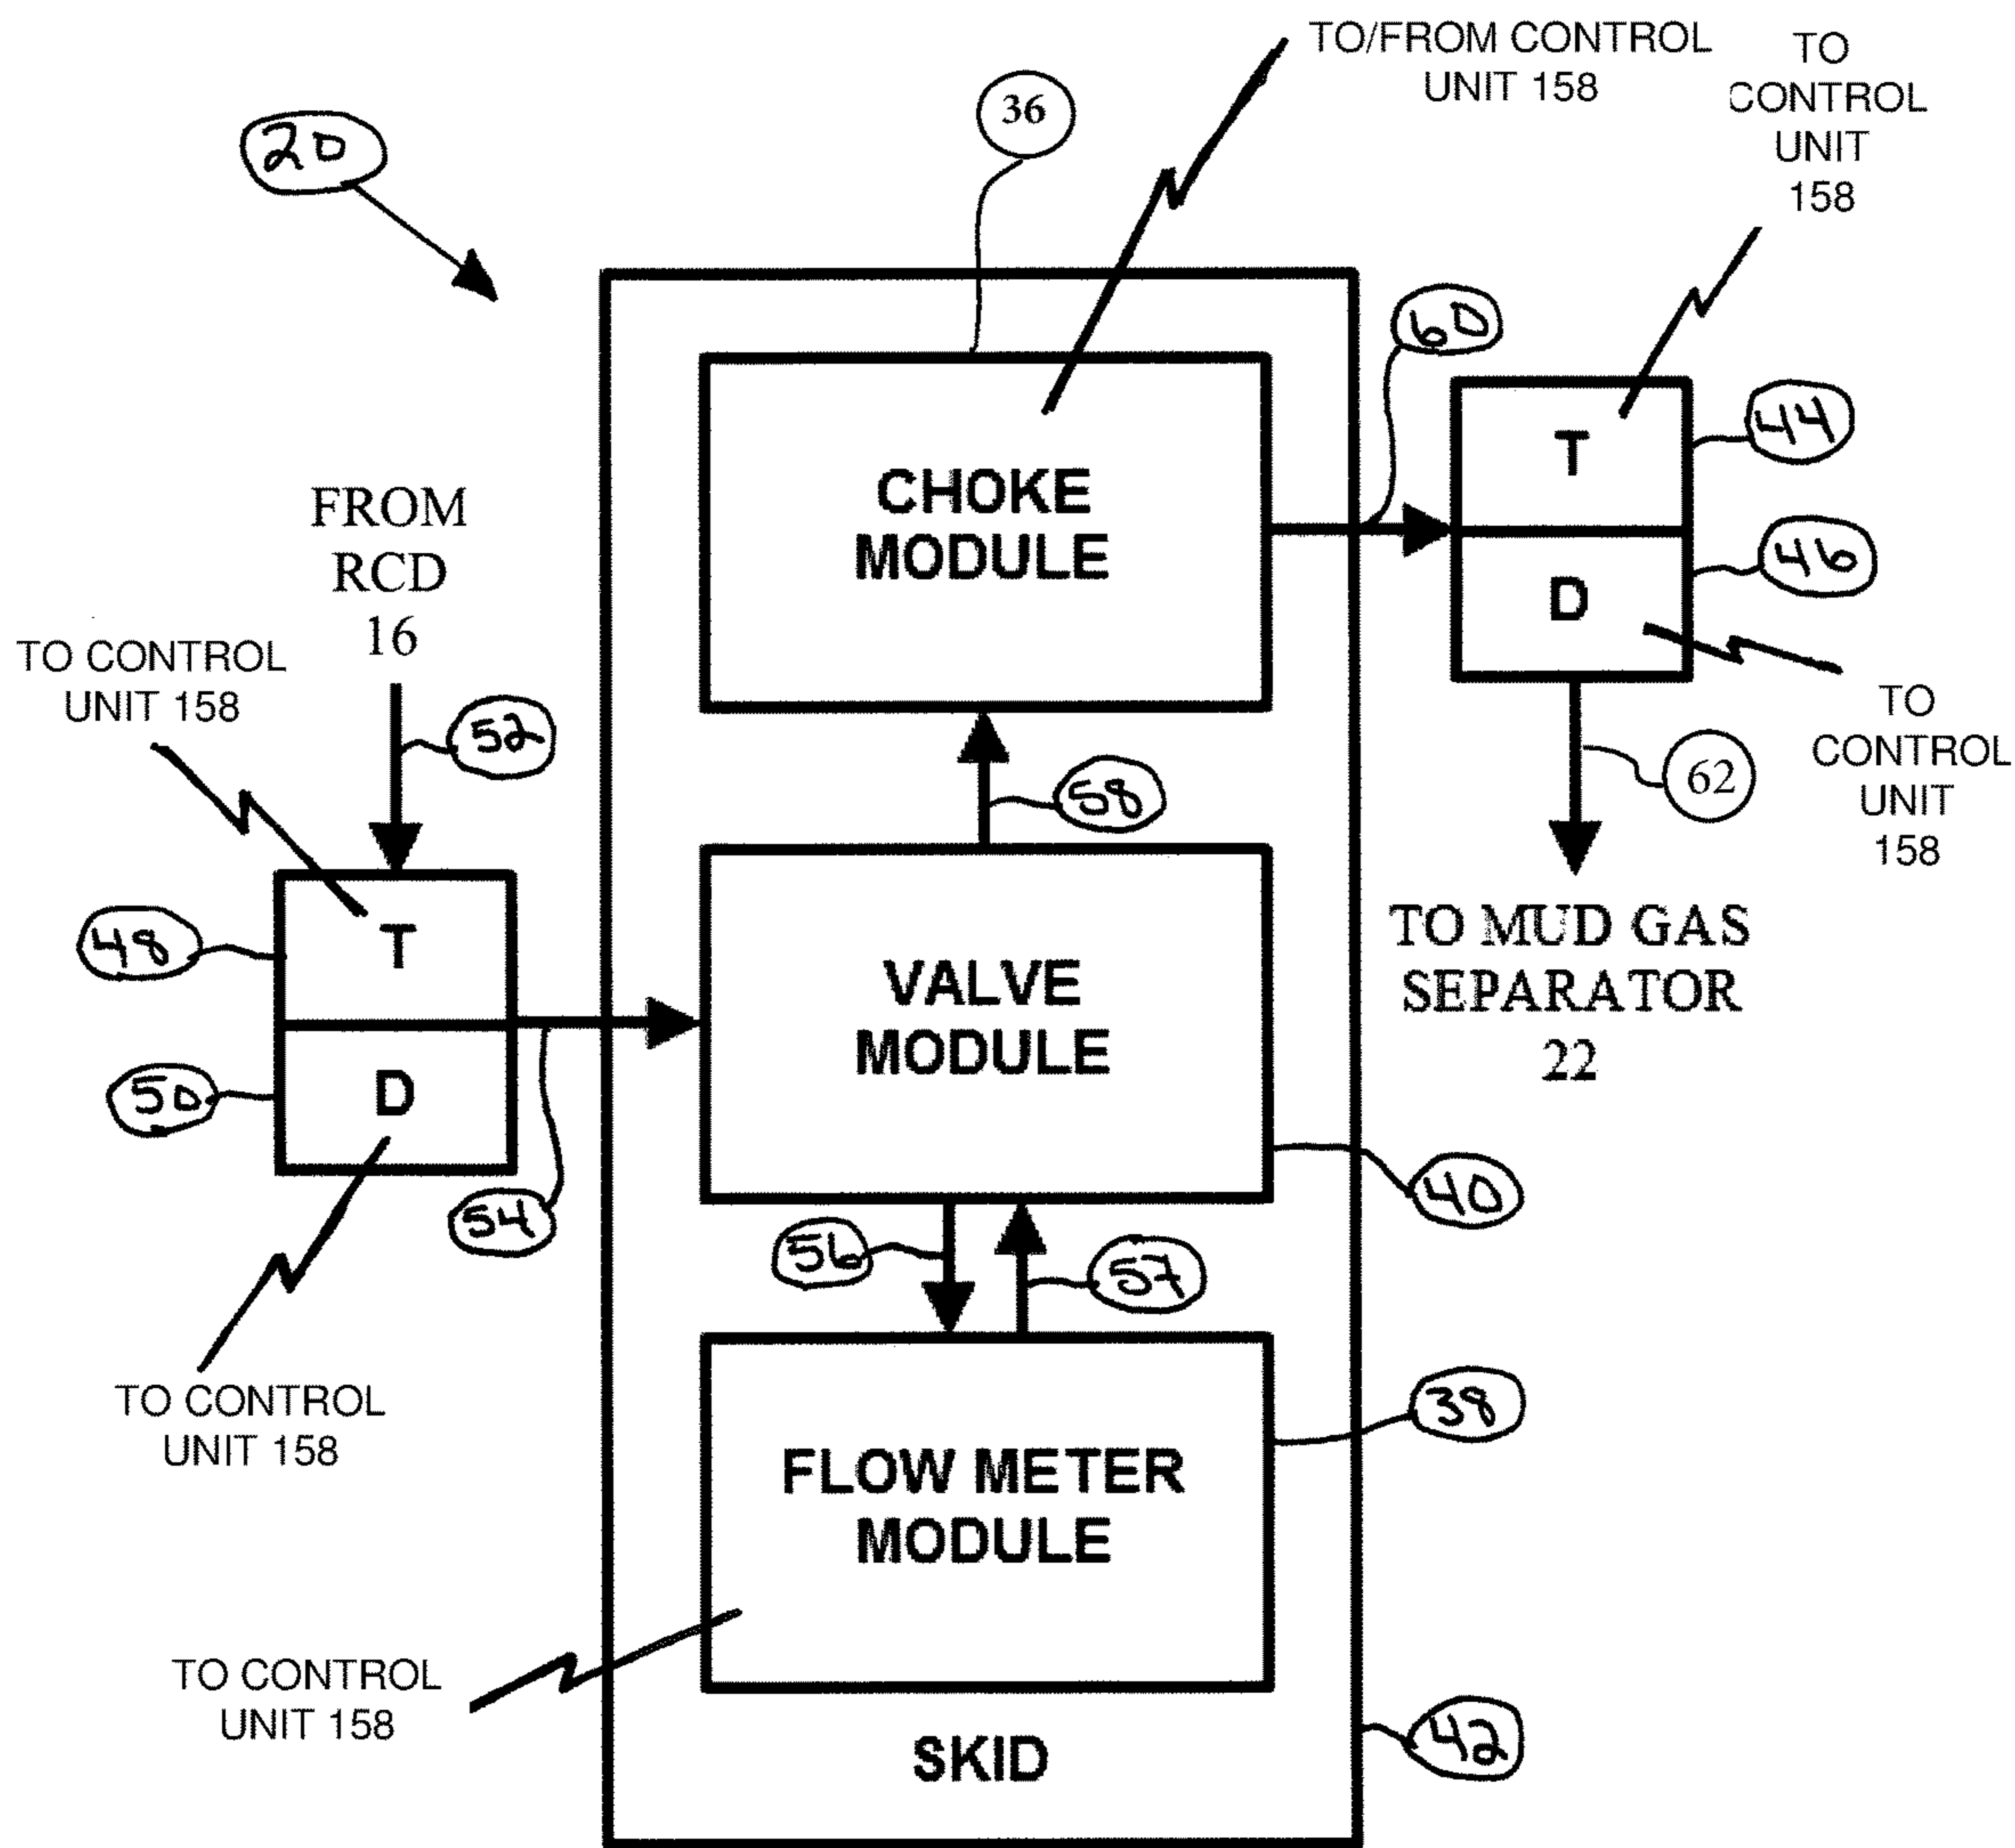 TO/FROM CONTROL
UNIT 158
TO
CONTROL
UNIT
158
20
36
60
CHOKE
MODULE
T
44
D
46
FROM
RCD
16
TO CONTROL
UNIT 158
52
58
62
TO
CONTROL
UNIT
158
48
T
50
D
54
VALVE
MODULE
TO MUD GAS
SEPARATOR
22
40
56
57
TO CONTROL
UNIT 158
FLOW METER
MODULE
38
TO CONTROL
UNIT 158
SKID
42